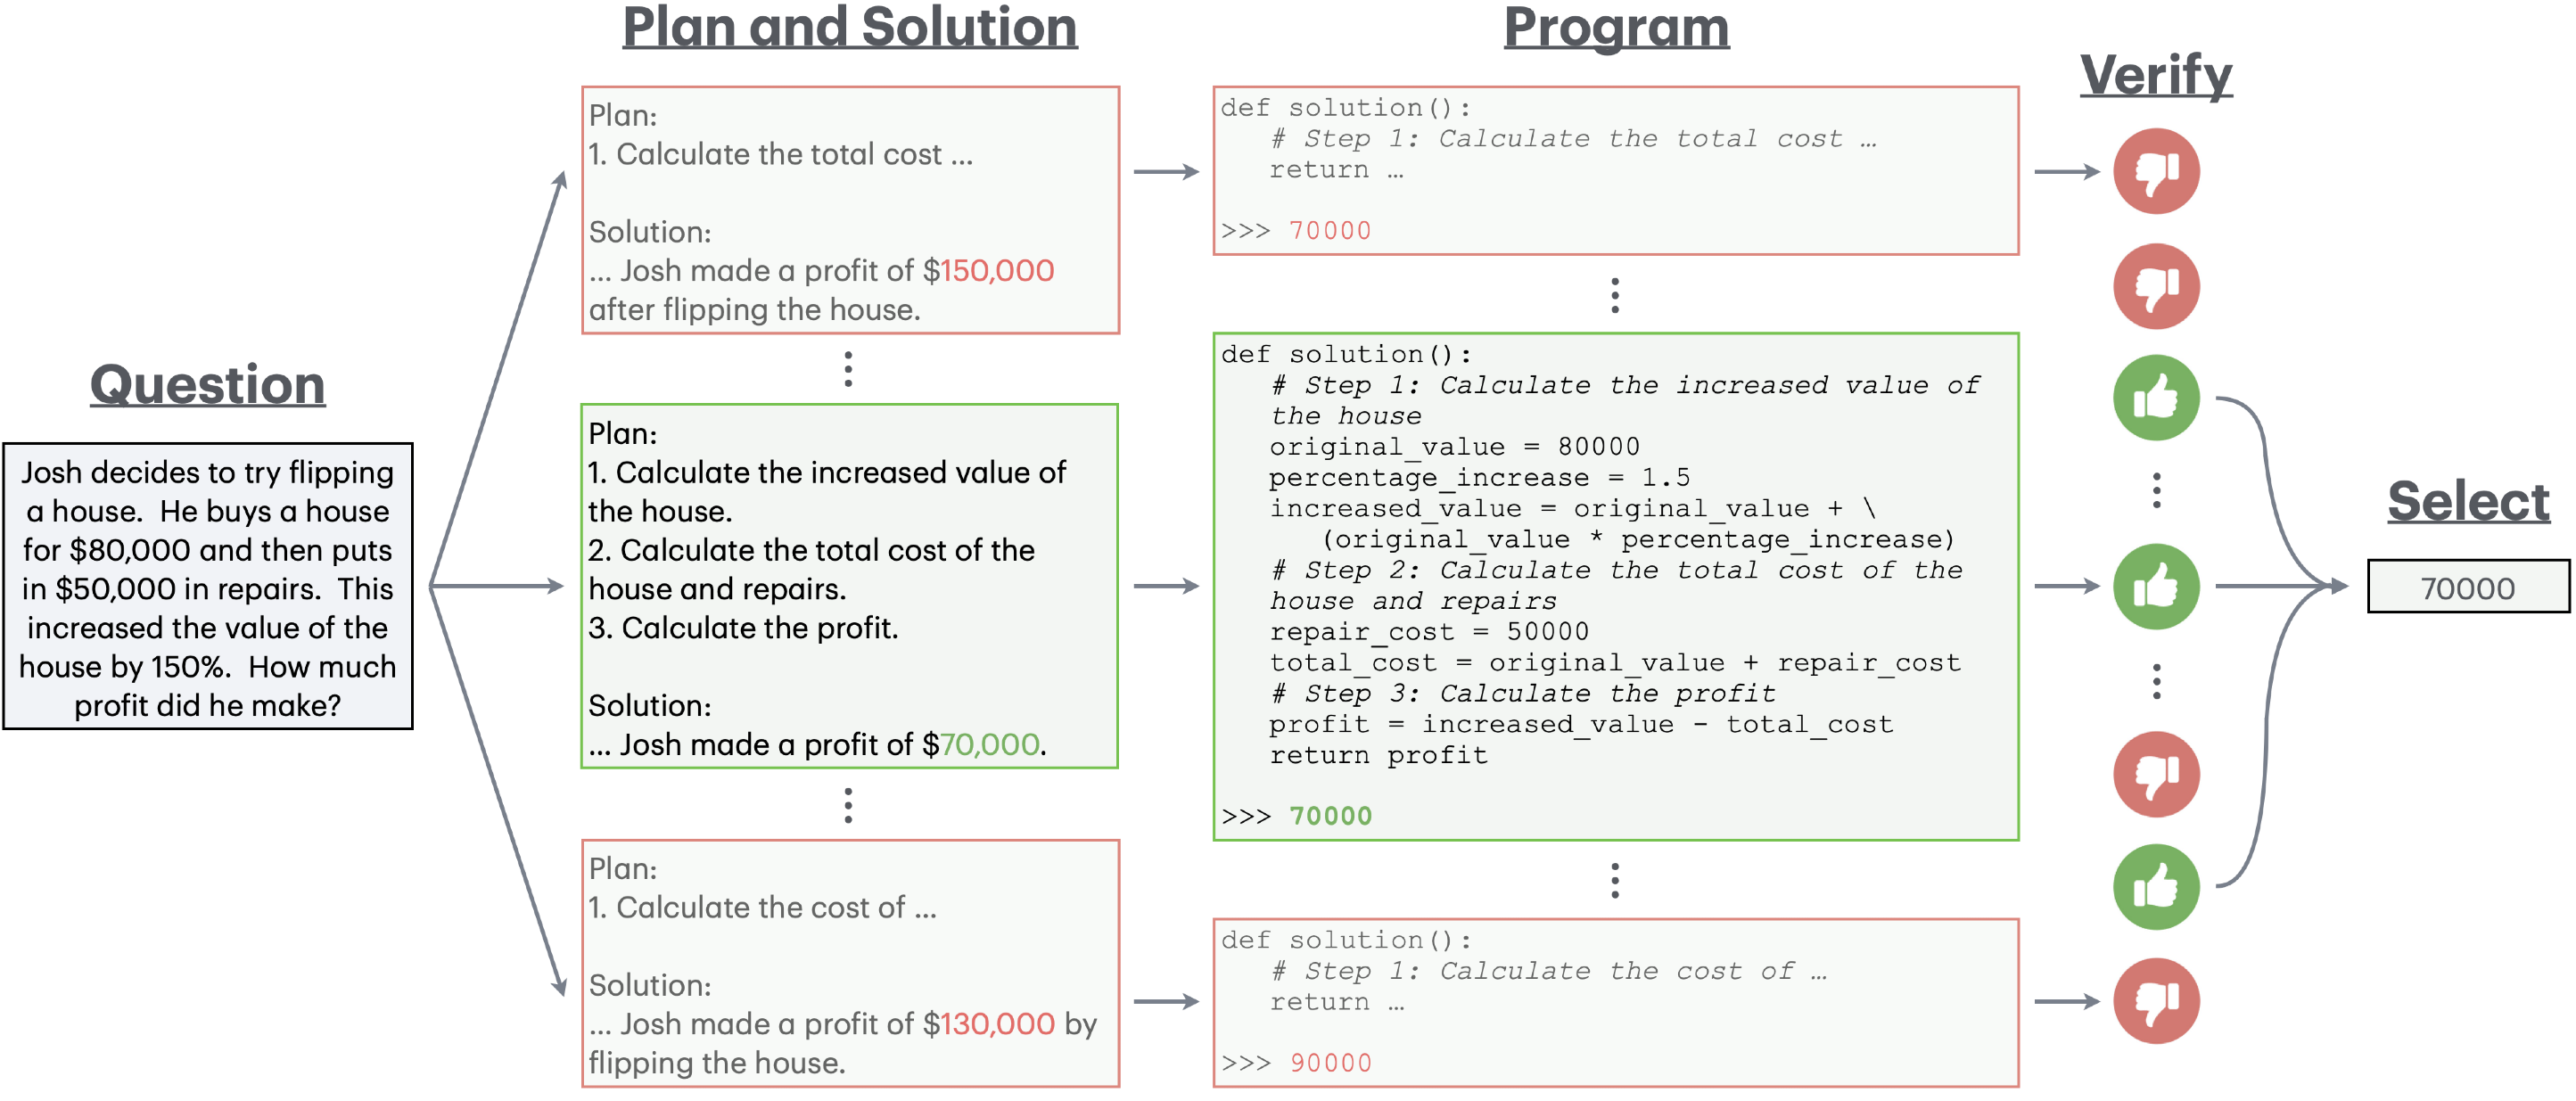 Question
Josh decides to try flipping
a house. He buys a house
for $80,000 and then puts
in $50,000 in repairs. This
increased the value of the
house by 150%. How much
profit did he make?
Plan and Solution
Plan:
1. Calculate the total cost ...
Solution:
... Josh made a profit of $150,000
after flipping the house.
Plan:
1. Calculate the increased value of
the house.
2. Calculate the total cost of the
house and repairs.
3. Calculate the profit.
Solution:
... Josh made a profit of $70,000.
Plan:
1. Calculate the cost of ...
Solution:
... Josh made a profit of $130,000 by
flipping the house.
Program
def solution():
# Step 1: Calculate the total cost …
return …
>>> 70000
def solution():
# Step 1: Calculate the increased value of
the house
original_value = 80000
percentage_increase = 1.5
increased_value = original_value + \
(original_value * percentage_increase)
# Step 2: Calculate the total cost of the
house and repairs
repair_cost = 50000
total_cost = original_value + repair_cost
# Step 3: Calculate the profit
profit = increased_value - total_cost
return profit
>>> 70000
def solution():
# Step 1: Calculate the cost of …
return …
>>> 90000
Verify
Select
70000